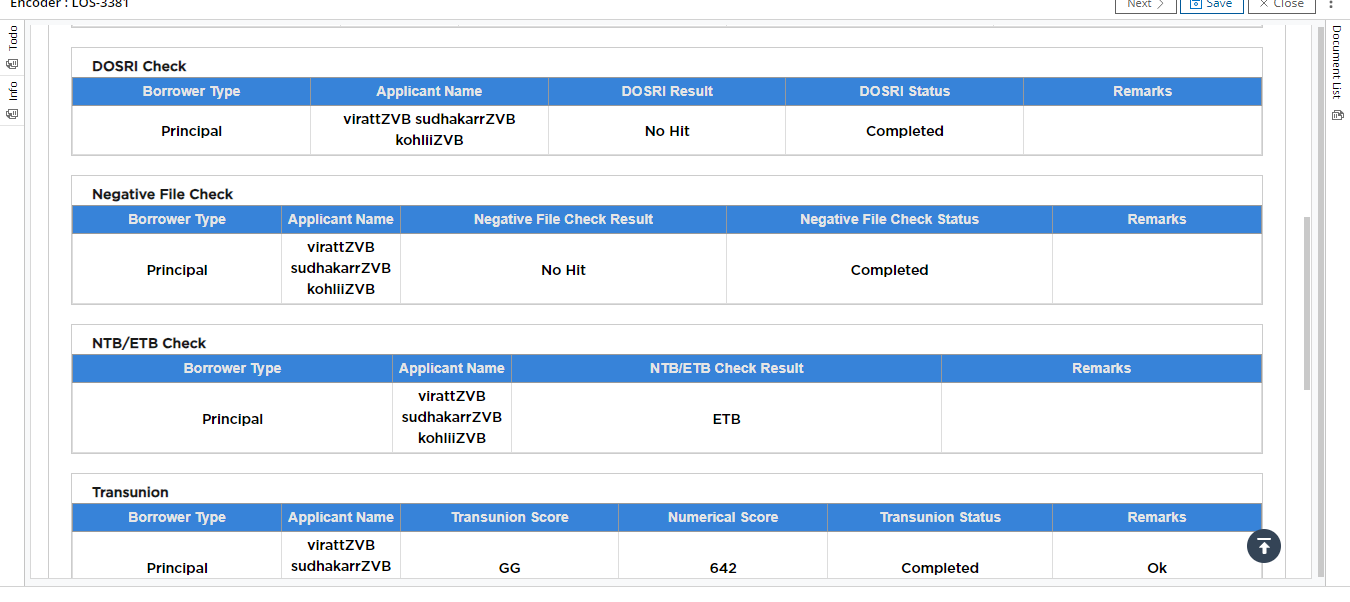 Encoder : LOS-3381
Next Save Close
Todo
Info
Document List
DOSRI Check
Borrower Type Applicant Name DOSRI Result DOSRI Status Remarks
virattZVB sudhakarrZVB
Principal No Hit Completed
kohliiZVB
Negative File Check
Borrower Type Applicant Name Negative File Check Result Negative File Check Status Remarks
virattZVB
Principal sudhakarrZVB No Hit Completed
kohliiZVB
NTB/ETB Check
Borrower Type Applicant Name NTB/ETB Check Result Remarks
virattZVB
Principal sudhakarrZVB ETB
kohliiZVB
Transunion
Borrower Type Applicant Name Transunion Score Numerical Score Transunion Status Remarks
virattZVB
Principal sudhakarrZVB GG 642 Completed Ok